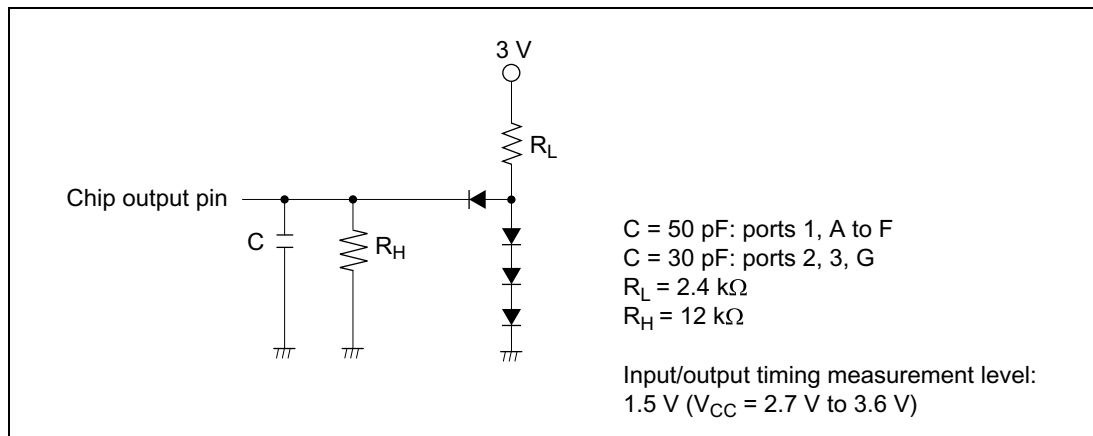 3 V
R_L
Chip output pin
C
R_H
C = 50 pF: ports 1, A to F
C = 30 pF: ports 2, 3, G
R_L = 2.4 kΩ
R_H = 12 kΩ
Input/output timing measurement level:
1.5 V (V_CC = 2.7 V to 3.6 V)